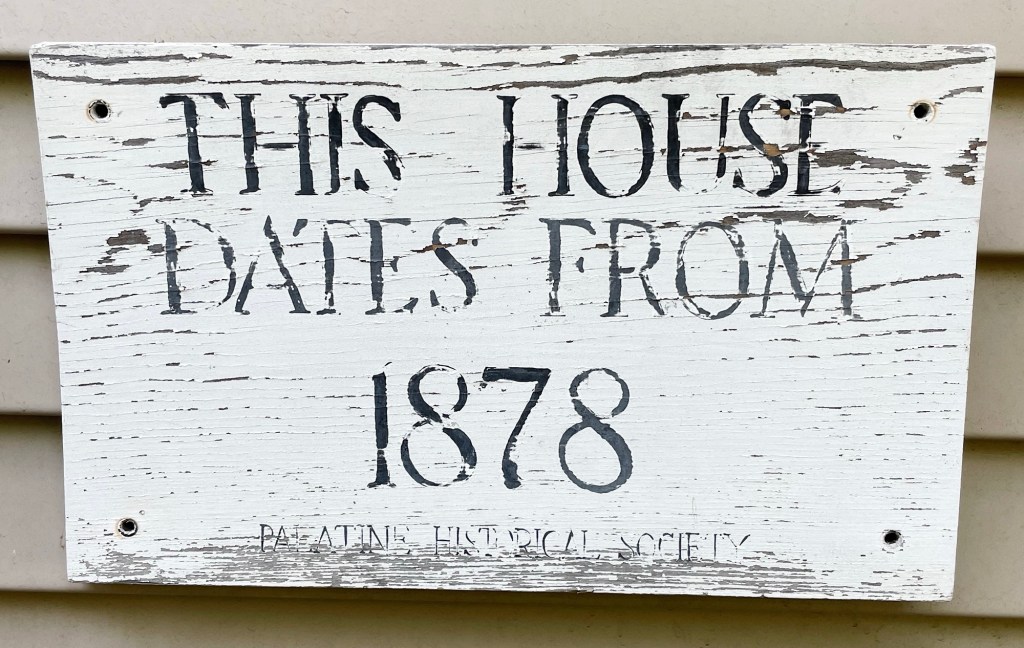 THIS HOUSE
DATES FROM
1878
PALATINE HISTORICAL SOCIETY